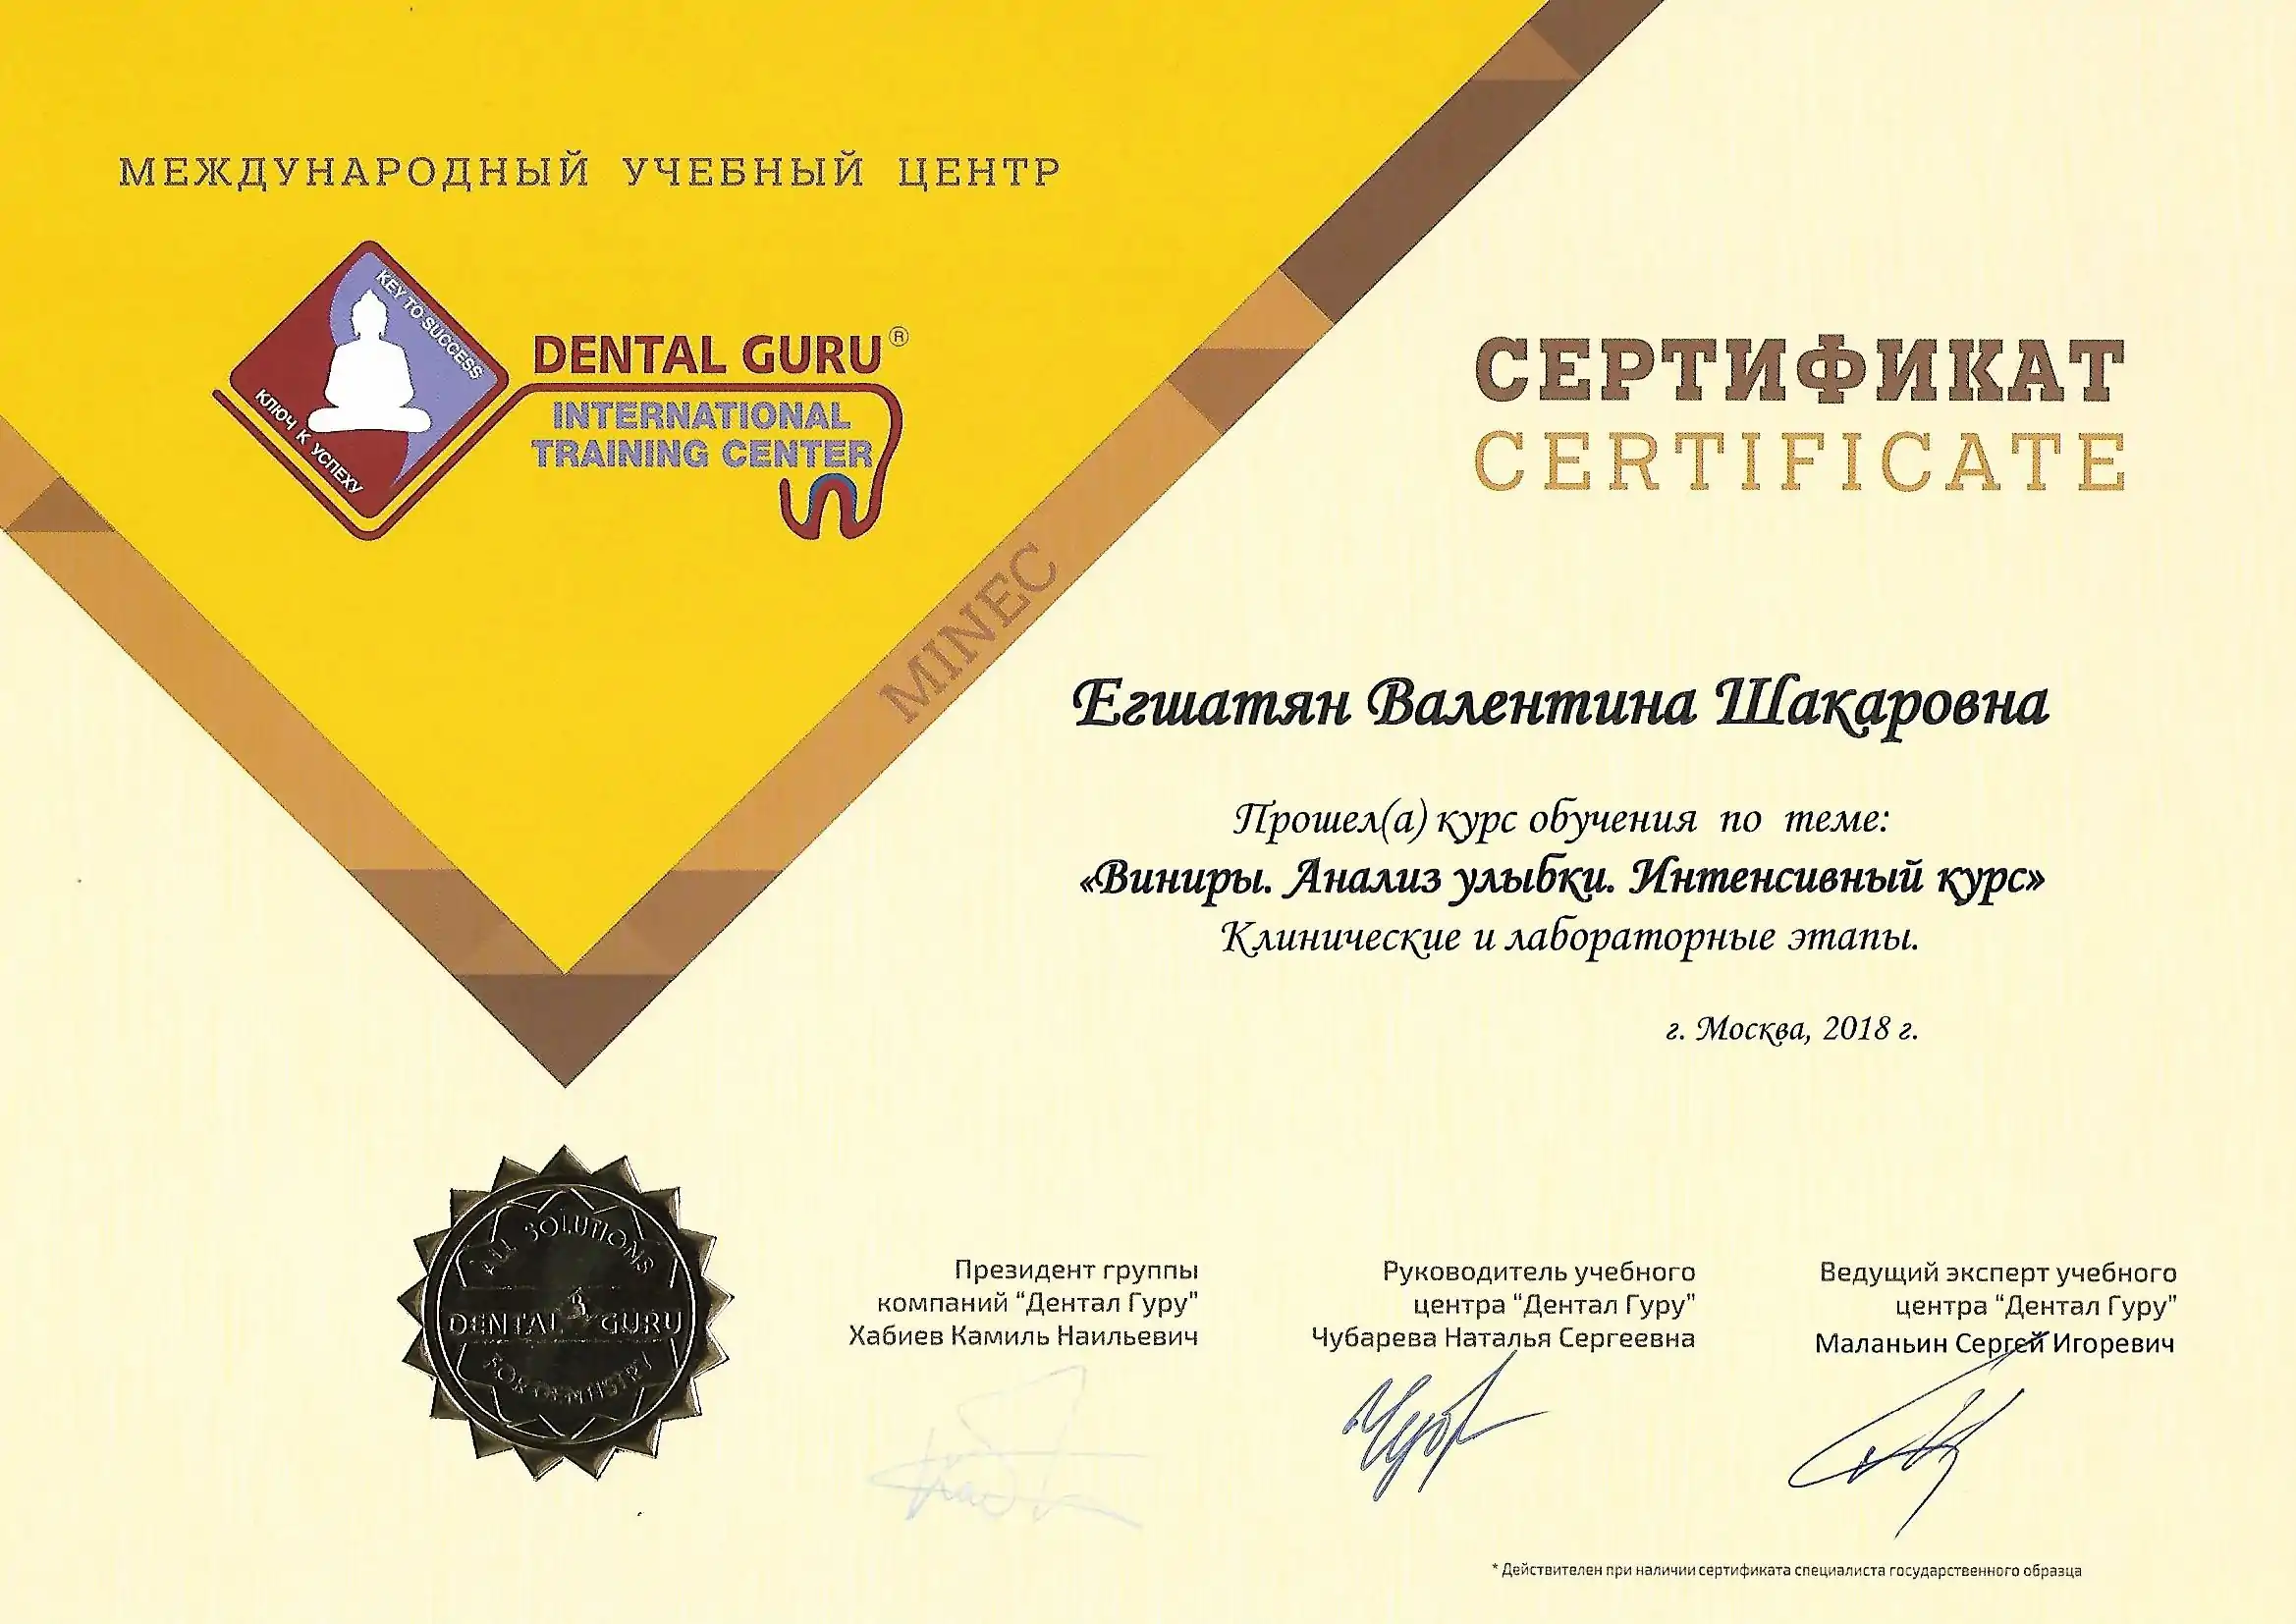 МЕЖДУНАРОДНЫЙ УЧЕБНЫЙ ЦЕНТР
KEY TO SUCCESS
КЛЮЧ К УСПЕХУ
DENTAL GURU®
INTERNATIONAL
TRAINING CENTER
MINEC
СЕРТИФИКАТ
CERTIFICATE
Егшатян Валентина Шакаровна
Прошел(а) курс обучения по теме:
«Виниры. Анализ улыбки. Интенсивный курс»
Клинические и лабораторные этапы.
г. Москва, 2018 г.
ALL SOLUTIONS
DENTAL GURU
FOR DENTISTRY
Президент группы
компаний “Дентал Гуру”
Хабиев Камиль Наильевич
Руководитель учебного
центра “Дентал Гуру”
Чубарева Наталья Сергеевна
Ведущий эксперт учебного
центра “Дентал Гуру”
Маланьин Сергей Игоревич
* Действителен при наличии сертификата специалиста государственного образца